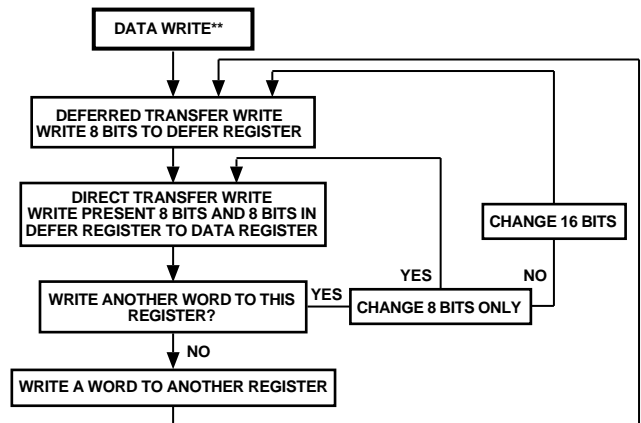 DATA WRITE**
DEFERRED TRANSFER WRITE
WRITE 8 BITS TO DEFER REGISTER
DIRECT TRANSFER WRITE
WRITE PRESENT 8 BITS AND 8 BITS IN
DEFER REGISTER TO DATA REGISTER
CHANGE 16 BITS
YES
NO
WRITE ANOTHER WORD TO THIS
REGISTER?
YES
CHANGE 8 BITS ONLY
NO
WRITE A WORD TO ANOTHER REGISTER